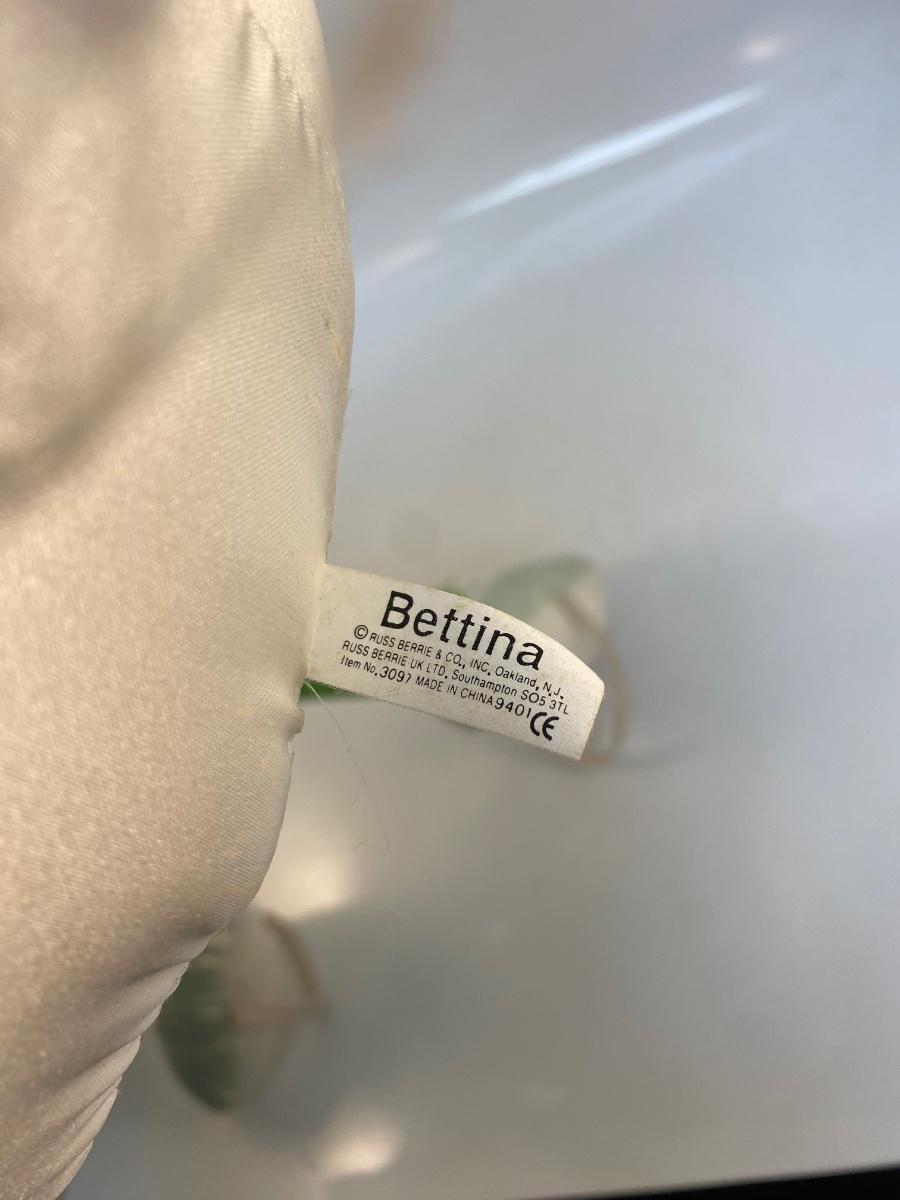 Bettina
© RUSS BERRIE & CO., INC. Oakland, N.J.
RUSS BERRIE UK LTD. Southampton SO5 3TL
Item No. 3097 MADE IN CHINA 9401 CE